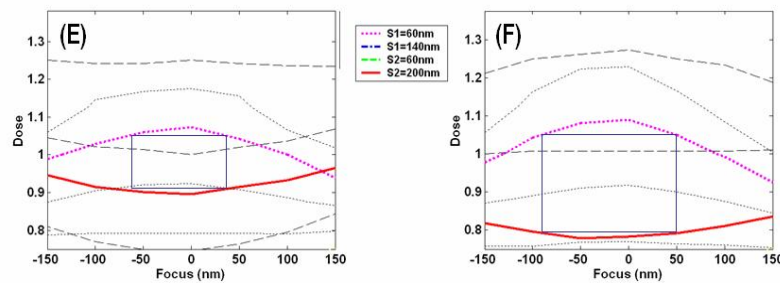 (E)
1.3
1.2
1.1
1
0.9
0.8
Dose
-150 -100 -50 0 50 100 150
Focus (nm)
S1=60nm
S1=140nm
S2=60nm
S2=200nm
(F)
1.3
1.2
1.1
1
0.9
0.8
Dose
-150 -100 -50 0 50 100 150
Focus (nm)